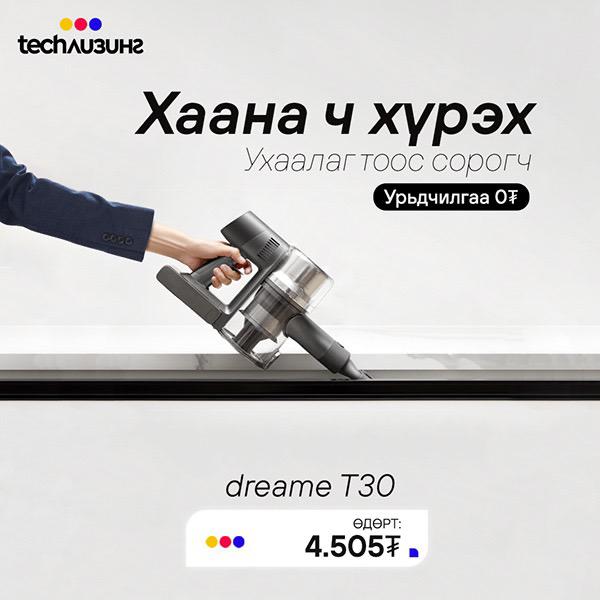 techлизинг
Хаана ч хүрэх
Ухаалаг тоос сорогч
Урьдчилгаа 0₮
dreame T30
ӨДӨРТ:
4.505₮